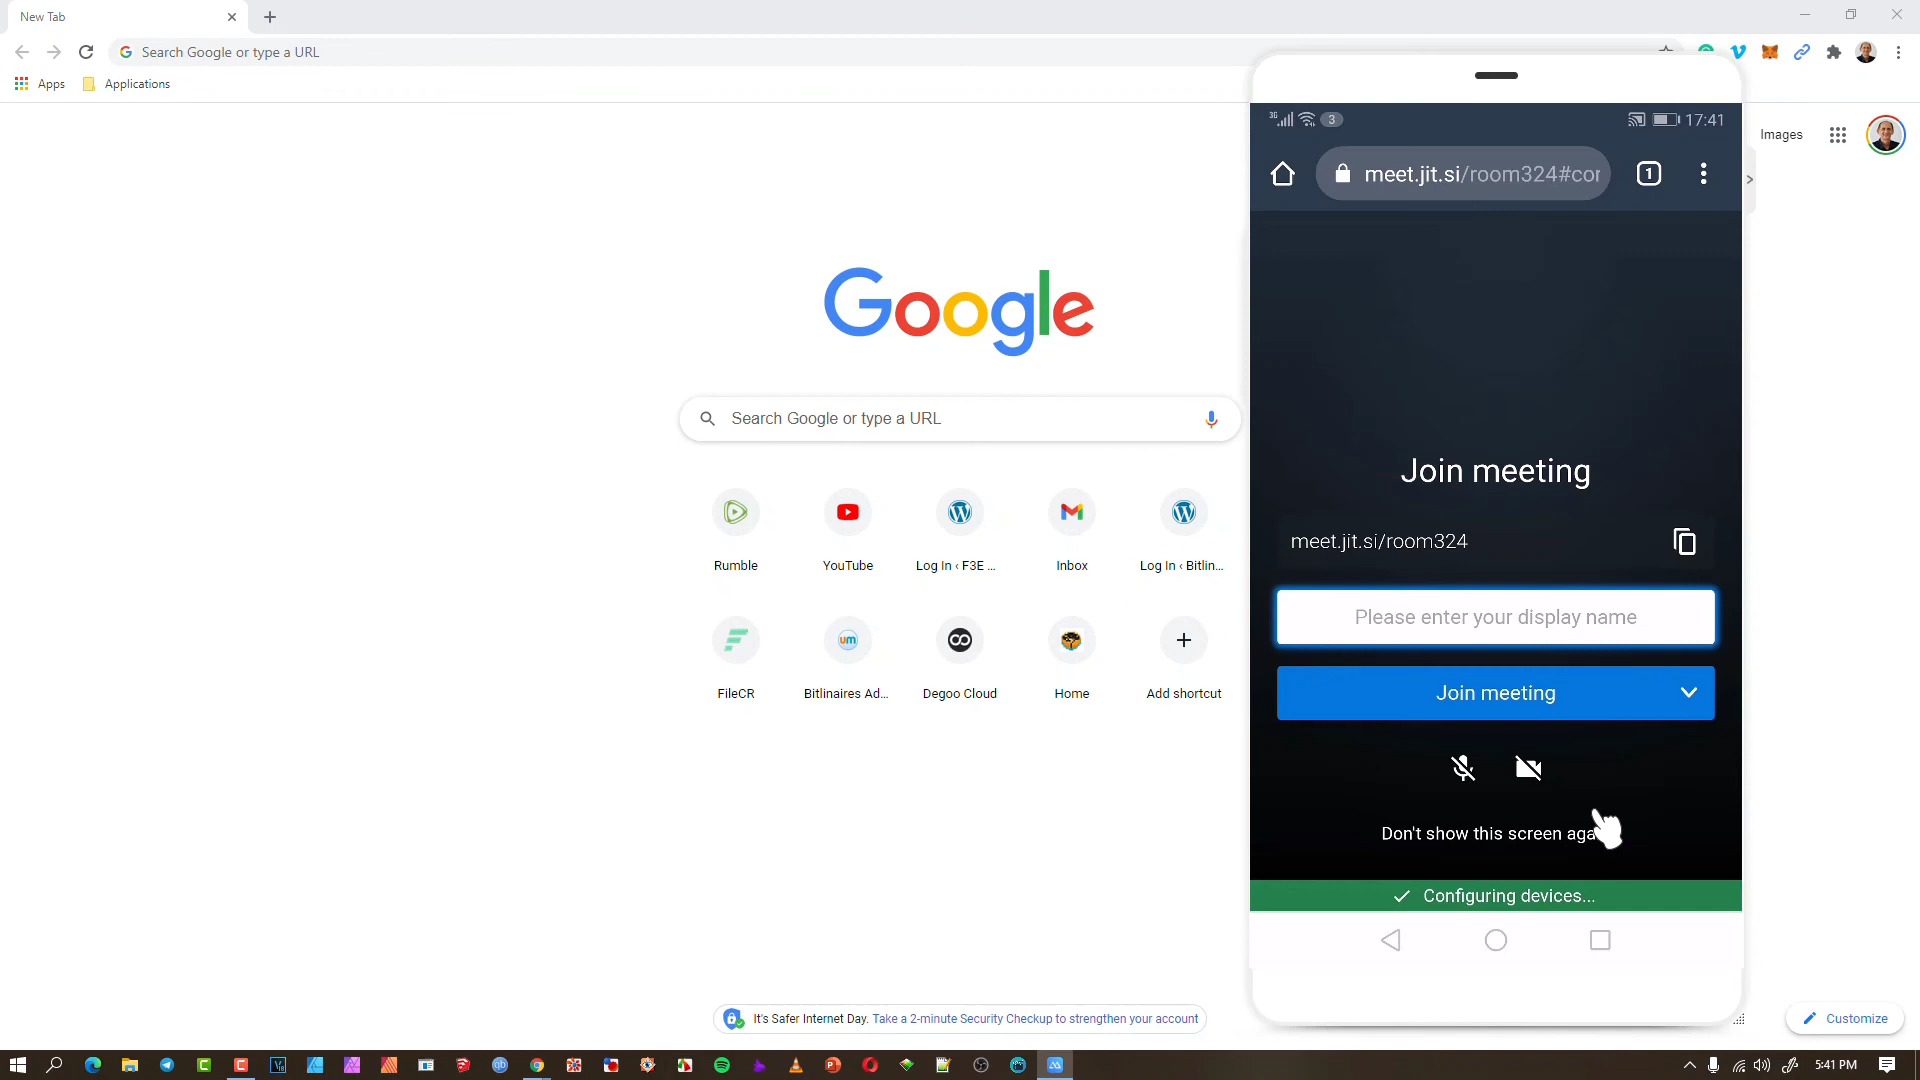 New Tab
Search Google or type a URL
Apps
Applications
Images
Google
Search Google or type a URL
Rumble
YouTube
Log In ‹ F3E ...
Inbox
Log In ‹ Bitlin...
FileCR
um
Bitlinaires Ad...
Degoo Cloud
Home
Add shortcut
It's Safer Internet Day. Take a 2-minute Security Checkup to strengthen your account
Customize
3G
3
17:41
meet.jit.si/room324#cor
1
Join meeting
meet.jit.si/room324
Please enter your display name
Join meeting
Don't show this screen aga
Configuring devices...
5:41 PM